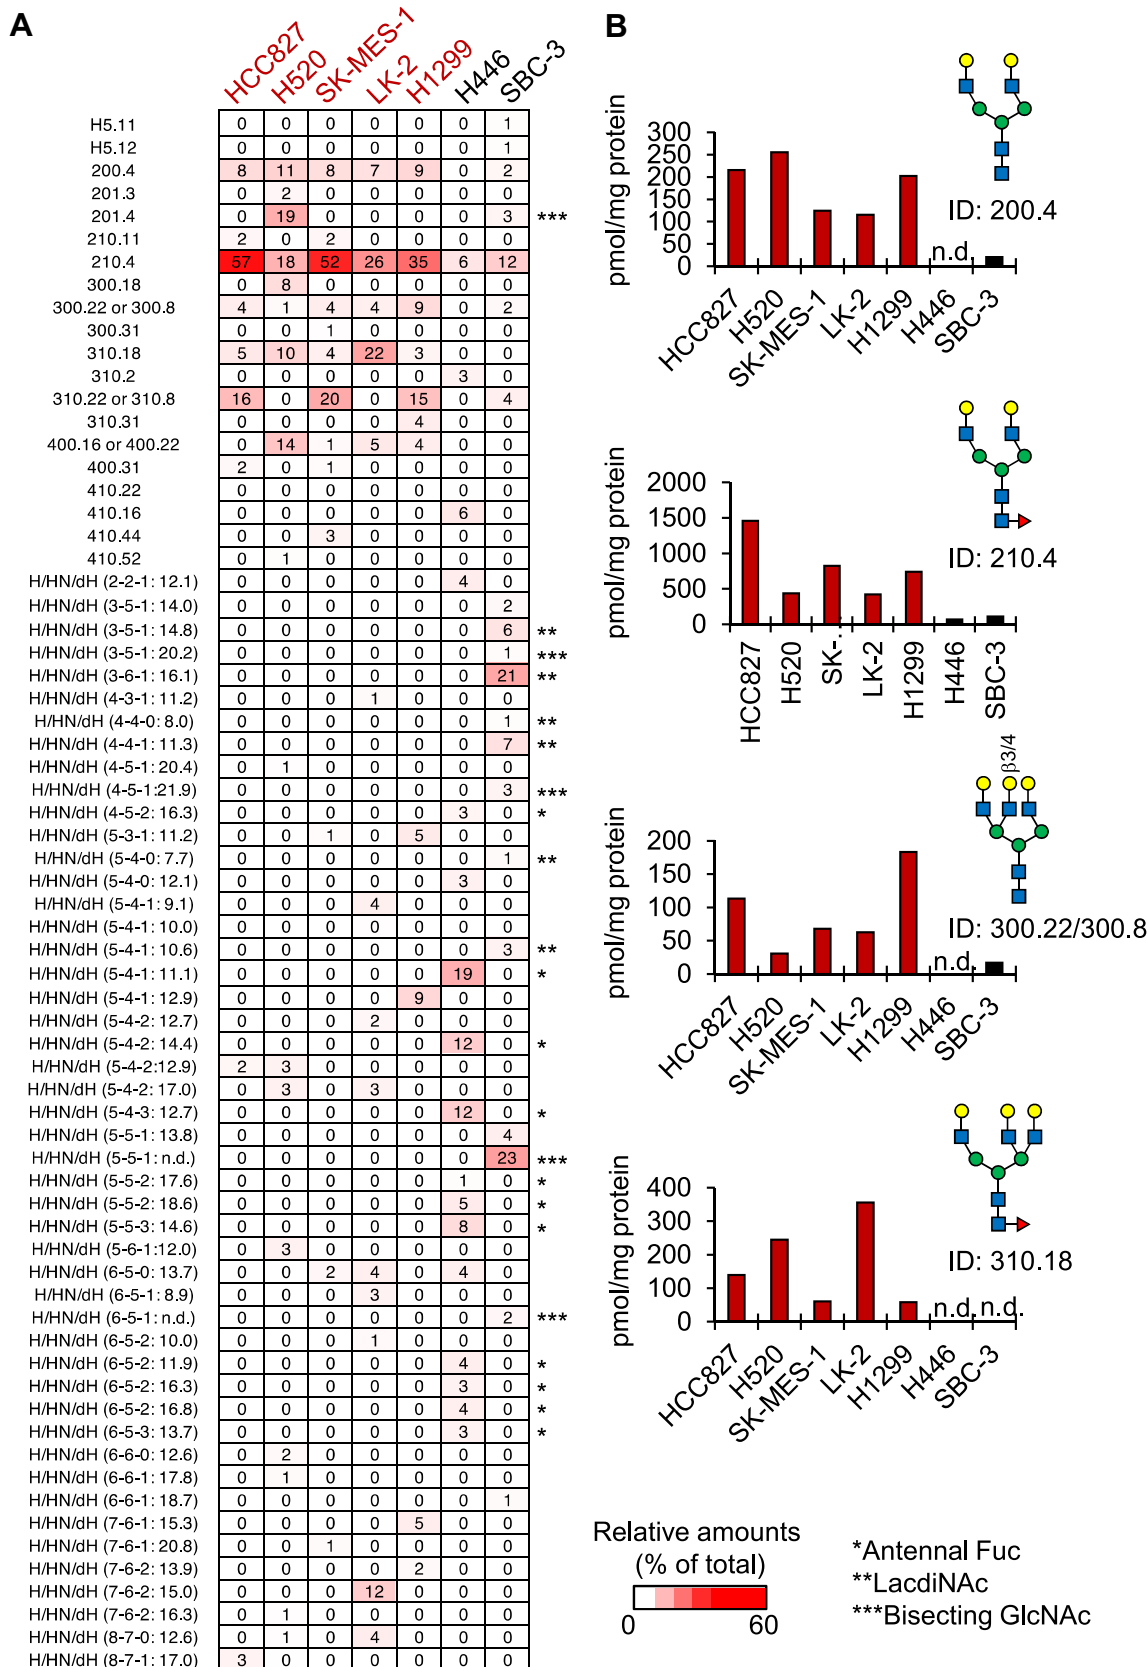 A
HCC827 H520 SK-MES-1 LK-2 H1299 H446 SBC-3
H5.11 0 0 0 0 0 0 1
H5.12 0 0 0 0 0 0 1
200.4 8 11 8 7 9 0 2
201.3 0 2 0 0 0 0 0
201.4 0 19 0 0 0 0 3 ***
210.11 2 0 2 0 0 0 0
210.4 57 18 52 26 35 6 12
300.18 0 8 0 0 0 0 0
300.22 or 300.8 4 1 4 4 9 0 2
300.31 0 0 1 0 0 0 0
310.18 5 10 4 22 3 0 0
310.2 0 0 0 0 0 3 0
310.22 or 310.8 16 0 20 0 15 0 4
310.31 0 0 0 0 4 0 0
400.16 or 400.22 0 14 1 5 4 0 0
400.31 2 0 1 0 0 0 0
410.22 0 0 0 0 0 0 0
410.16 0 0 0 0 0 6 0
410.44 0 0 3 0 0 0 0
410.52 0 1 0 0 0 0 0
H/HN/dH (2-2-1: 12.1) 0 0 0 0 0 4 0
H/HN/dH (3-5-1: 14.0) 0 0 0 0 0 0 2
H/HN/dH (3-5-1: 14.8) 0 0 0 0 0 0 6 **
H/HN/dH (3-5-1: 20.2) 0 0 0 0 0 0 1 ***
H/HN/dH (3-6-1: 16.1) 0 0 0 0 0 0 21 **
H/HN/dH (4-3-1: 11.2) 0 0 0 1 0 0 0
H/HN/dH (4-4-0: 8.0) 0 0 0 0 0 0 1 **
H/HN/dH (4-4-1: 11.3) 0 0 0 0 0 0 7 **
H/HN/dH (4-5-1: 20.4) 0 1 0 0 0 0 0
H/HN/dH (4-5-1:21.9) 0 0 0 0 0 0 3 ***
H/HN/dH (4-5-2: 16.3) 0 0 0 0 0 3 0 *
H/HN/dH (5-3-1: 11.2) 0 0 1 0 5 0 0
H/HN/dH (5-4-0: 7.7) 0 0 0 0 0 0 1 **
H/HN/dH (5-4-0: 12.1) 0 0 0 0 0 3 0
H/HN/dH (5-4-1: 9.1) 0 0 0 4 0 0 0
H/HN/dH (5-4-1: 10.0) 0 0 0 0 0 0 0
H/HN/dH (5-4-1: 10.6) 0 0 0 0 0 0 3 **
H/HN/dH (5-4-1: 11.1) 0 0 0 0 0 19 0 *
H/HN/dH (5-4-1: 12.9) 0 0 0 0 9 0 0
H/HN/dH (5-4-2: 12.7) 0 0 0 2 0 0 0
H/HN/dH (5-4-2: 14.4) 0 0 0 0 0 12 0 *
H/HN/dH (5-4-2:12.9) 2 3 0 0 0 0 0
H/HN/dH (5-4-2: 17.0) 0 3 0 3 0 0 0
H/HN/dH (5-4-3: 12.7) 0 0 0 0 0 12 0 *
H/HN/dH (5-5-1: 13.8) 0 0 0 0 0 0 4
H/HN/dH (5-5-1: n.d.) 0 0 0 0 0 0 23 ***
H/HN/dH (5-5-2: 17.6) 0 0 0 0 0 1 0 *
H/HN/dH (5-5-2: 18.6) 0 0 0 0 0 5 0 *
H/HN/dH (5-5-3: 14.6) 0 0 0 0 0 8 0 *
H/HN/dH (5-6-1:12.0) 0 3 0 0 0 0 0
H/HN/dH (6-5-0: 13.7) 0 0 2 4 0 4 0
H/HN/dH (6-5-1: 8.9) 0 0 0 3 0 0 0
H/HN/dH (6-5-1: n.d.) 0 0 0 0 0 0 2 ***
H/HN/dH (6-5-2: 10.0) 0 0 0 1 0 0 0
H/HN/dH (6-5-2: 11.9) 0 0 0 0 0 4 0 *
H/HN/dH (6-5-2: 16.3) 0 0 0 0 0 3 0 *
H/HN/dH (6-5-2: 16.8) 0 0 0 0 0 4 0 *
H/HN/dH (6-5-3: 13.7) 0 0 0 0 0 3 0 *
H/HN/dH (6-6-0: 12.6) 0 2 0 0 0 0 0
H/HN/dH (6-6-1: 17.8) 0 1 0 0 0 0 0
H/HN/dH (6-6-1: 18.7) 0 0 0 0 0 0 1
H/HN/dH (7-6-1: 15.3) 0 0 0 0 5 0 0
H/HN/dH (7-6-1: 20.8) 0 0 1 0 0 0 0
H/HN/dH (7-6-2: 13.9) 0 0 0 0 2 0 0
H/HN/dH (7-6-2: 15.0) 0 0 0 12 0 0 0
H/HN/dH (7-6-2: 16.3) 0 1 0 0 0 0 0
H/HN/dH (8-7-0: 12.6) 0 1 0 4 0 0 0
H/HN/dH (8-7-1: 17.0) 3 0 0 0 0 0 0
B
pmol/mg protein
300
250
200
150
100
50
0
n.d.
ID: 200.4
HCC827 H520 SK-MES-1 LK-2 H1299 H446 SBC-3
pmol/mg protein
2000
1500
1000
500
0
ID: 210.4
HCC827 H520 SK-... LK-2 H1299 H446 SBC-3
β3/4
pmol/mg protein
200
150
100
50
0
n.d.
ID: 300.22/300.8
HCC827 H520 SK-MES-1 LK-2 H1299 H446 SBC-3
pmol/mg protein
400
300
200
100
0
n.d. n.d.
ID: 310.18
HCC827 H520 SK-MES-1 LK-2 H1299 H446 SBC-3
Relative amounts
(% of total)
0 60
*Antennal Fuc
**LacdiNAc
***Bisecting GlcNAc